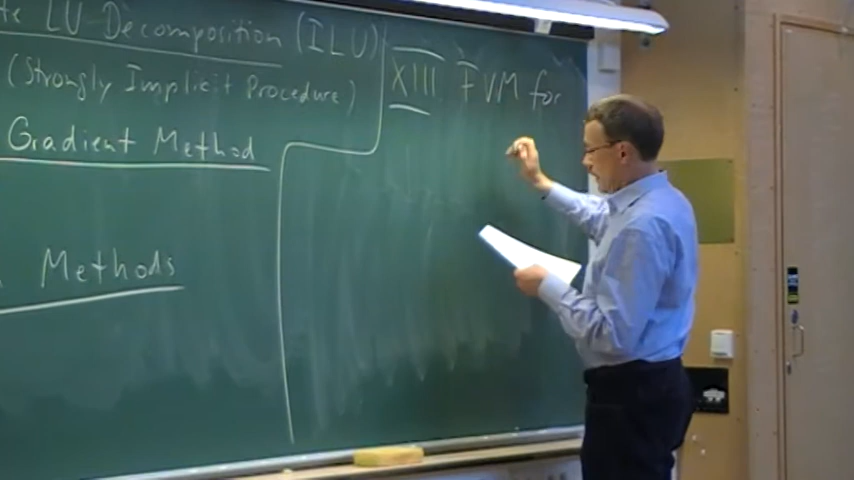 LU Decomposition (ILU)
(Strongly Implicit Procedure)
Gradient Method
Methods
XIII FVM for